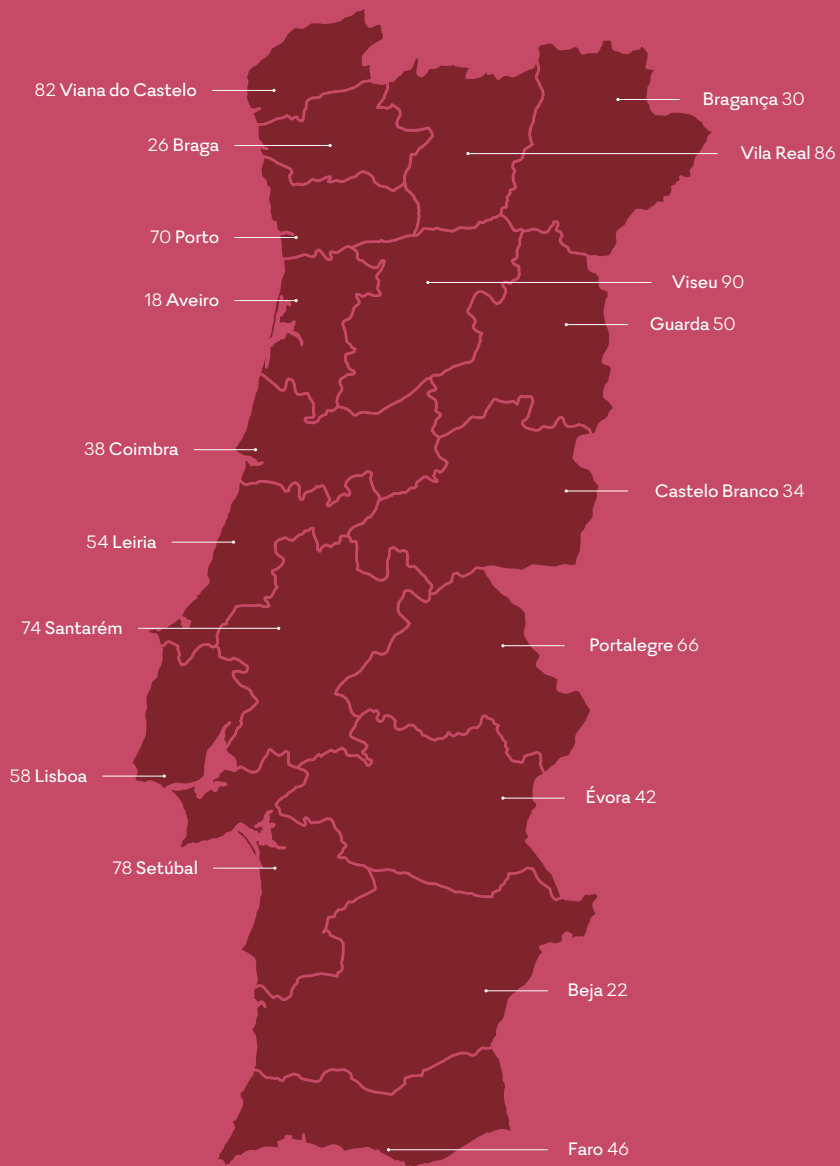 82 Viana do Castelo
Bragança 30
26 Braga
Vila Real 86
70 Porto
Viseu 90
18 Aveiro
Guarda 50
38 Coimbra
Castelo Branco 34
54 Leiria
74 Santarém
Portalegre 66
58 Lisboa
Évora 42
78 Setúbal
Beja 22
Faro 46